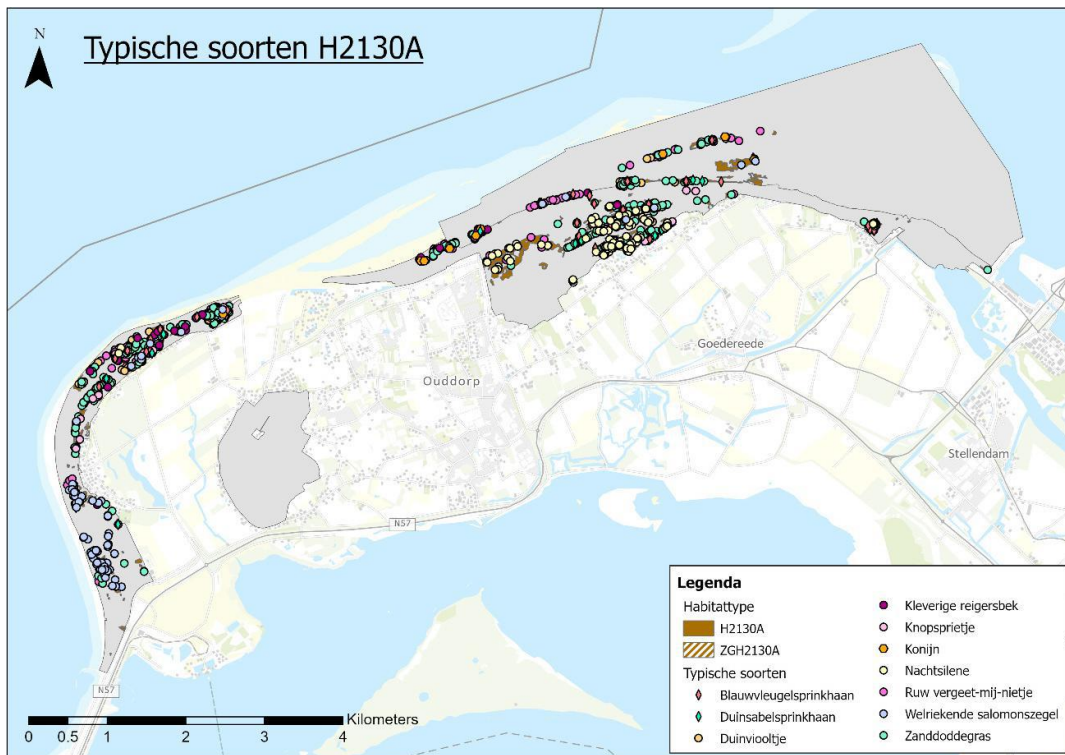 N
Typische soorten H2130A
Goedereede
Ouddorp
Stellendam
N57
N57
0 0.5 1 2 3 4
Kilometers
Legenda
Habitattype
H2130A
ZGH2130A
Typische soorten
Blauwvleugelsprinkhaan
Duinsabelsprinkhaan
Duinviooltje
Kleverige reigersbek
Knopsprietje
Konijn
Nachtsilene
Ruw vergeet-mij-nietje
Welriekende salomonszegel
Zanddoddegras